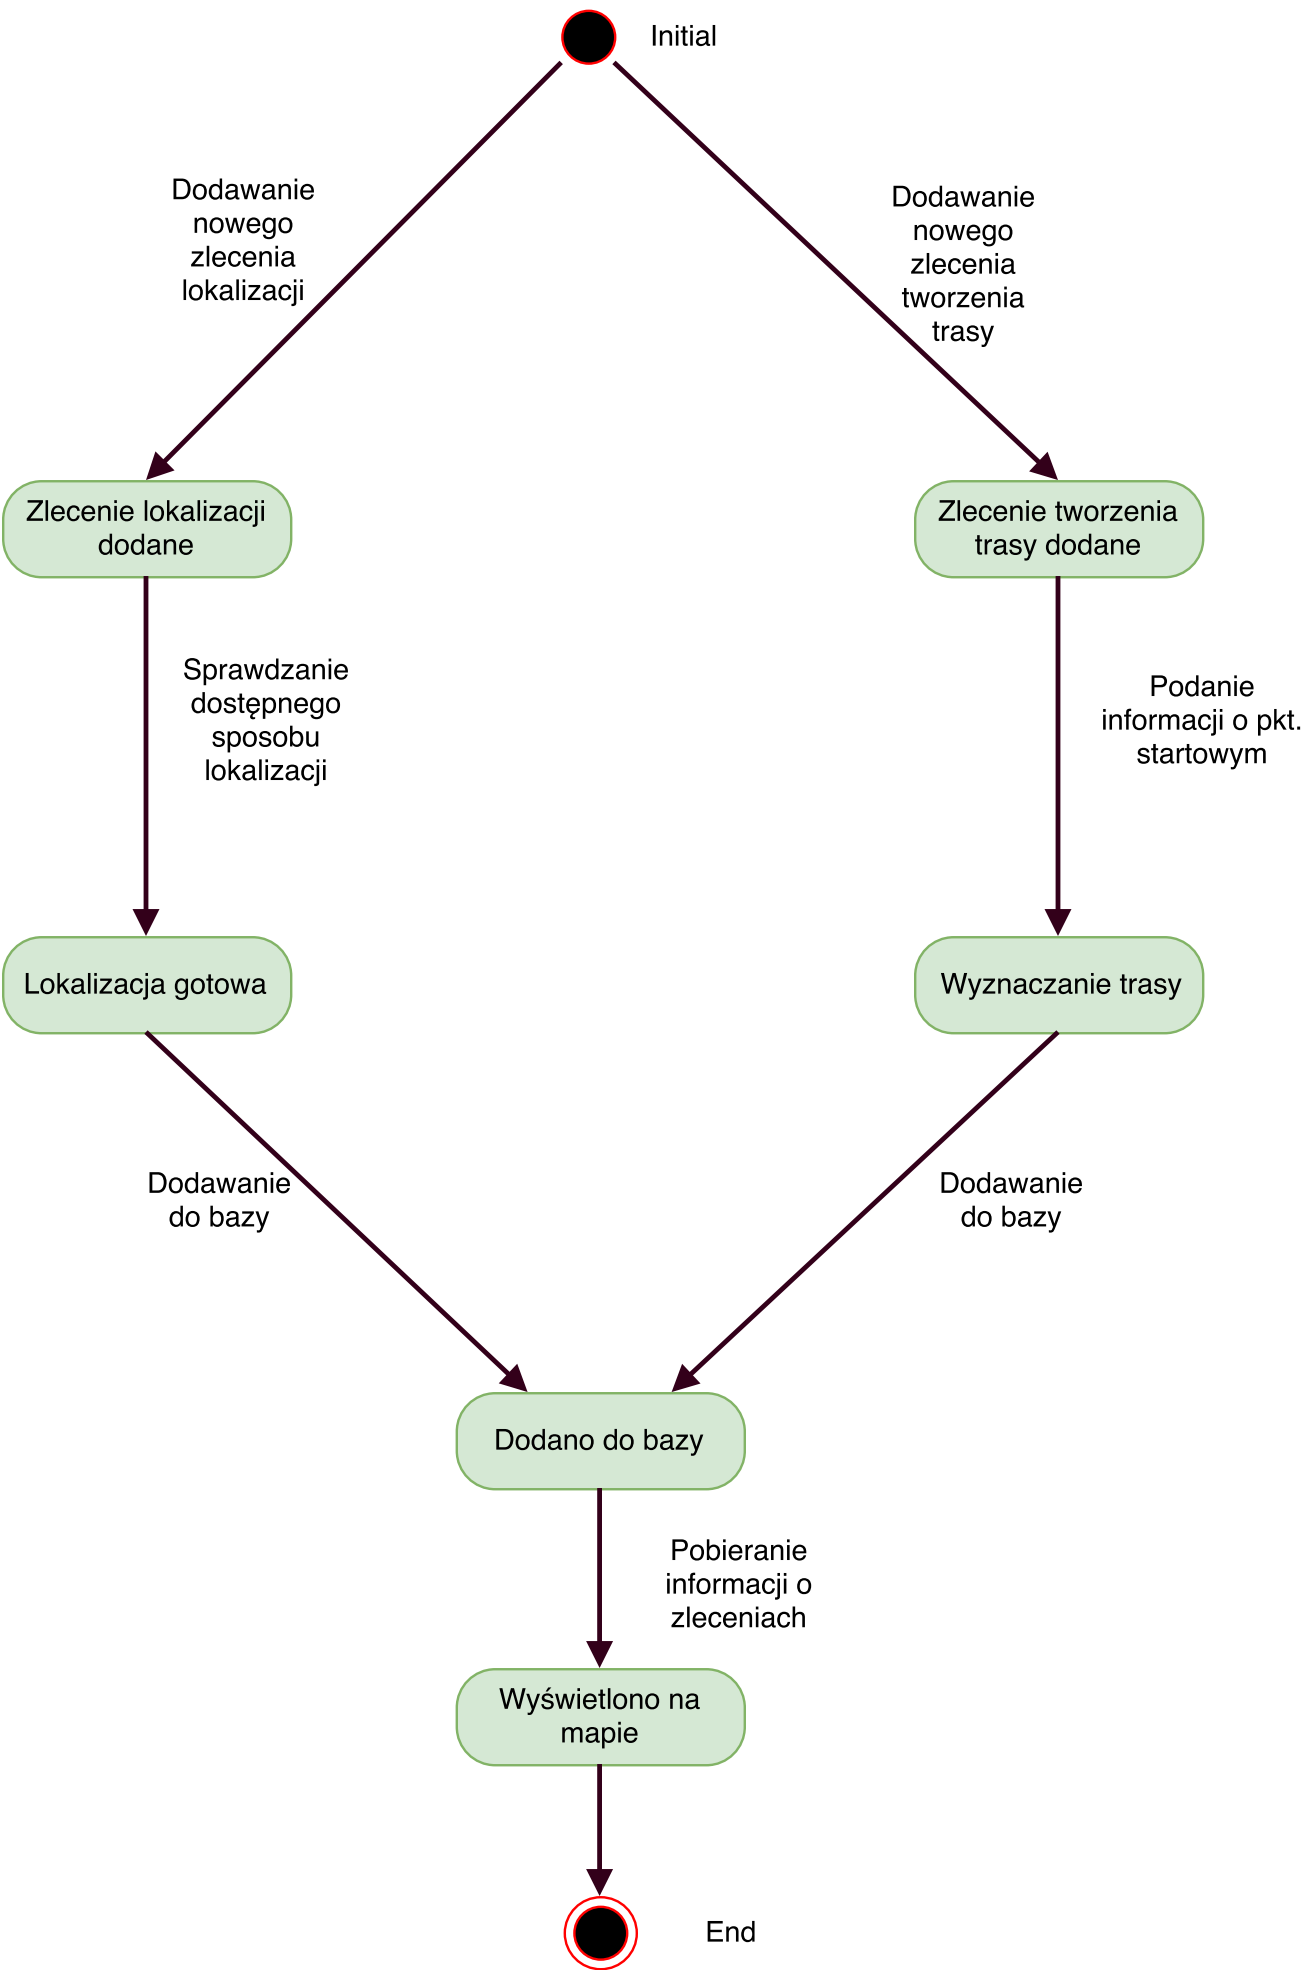 Initial
Dodawanie
nowego
zlecenia
lokalizacji
Dodawanie
nowego
zlecenia
tworzenia
trasy
Zlecenie lokalizacji
dodane
Zlecenie tworzenia
trasy dodane
Sprawdzanie
dostępnego
sposobu
lokalizacji
Podanie
informacji o pkt.
startowym
Lokalizacja gotowa
Wyznaczanie trasy
Dodawanie
do bazy
Dodawanie
do bazy
Dodano do bazy
Pobieranie
informacji o
zleceniach
Wyświetlono na
mapie
End